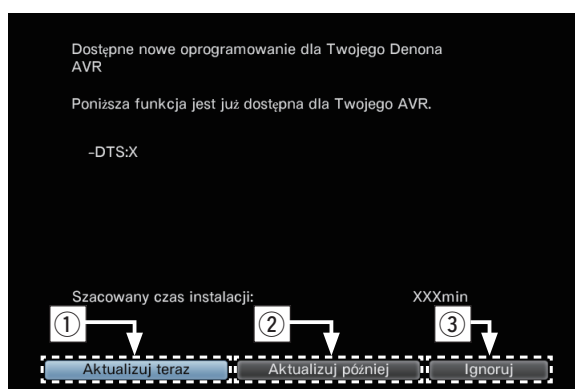 Dostępne nowe oprogramowanie dla Twojego Denona
AVR
Poniższa funkcja jest już dostępna dla Twojego AVR.
-DTS:X
Szacowany czas instalacji: XXXmin
① ② ③
Aktualizuj teraz Aktualizuj później Ignoruj